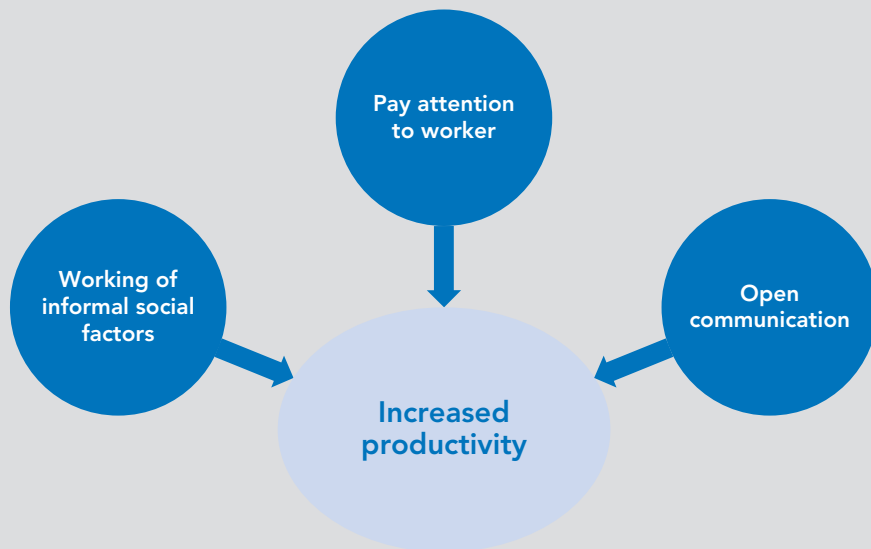 Pay attention
to worker
Working of
informal social
factors
Open
communication
Increased
productivity